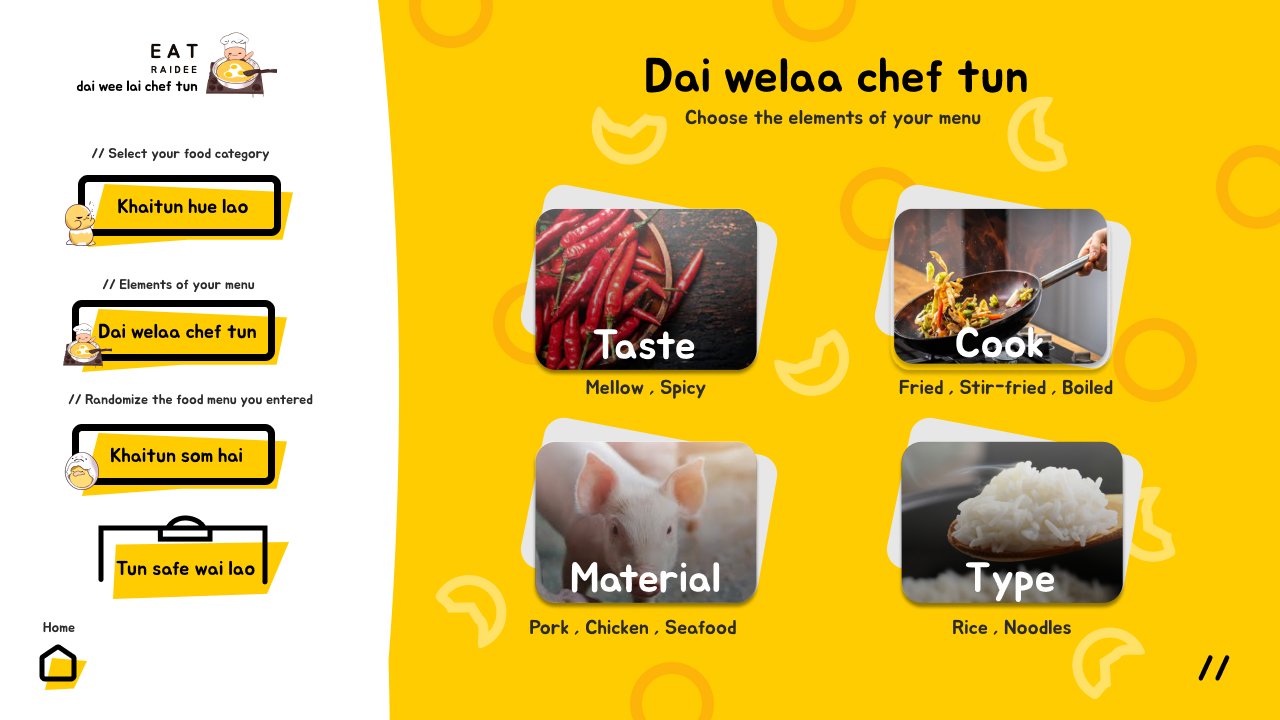 EAT
RAIDEE
dai wee lai chef tun
// Select your food category
Khaitun hue lao
// Elements of your menu
Dai welaa chef tun
// Randomize the food menu you entered
Khaitun som hai
Tun safe wai lao
Home
Dai welaa chef tun
Choose the elements of your menu
Taste
Mellow , Spicy
Cook
Fried , Stir-fried , Boiled
Material
Pork , Chicken , Seafood
Type
Rice , Noodles
//